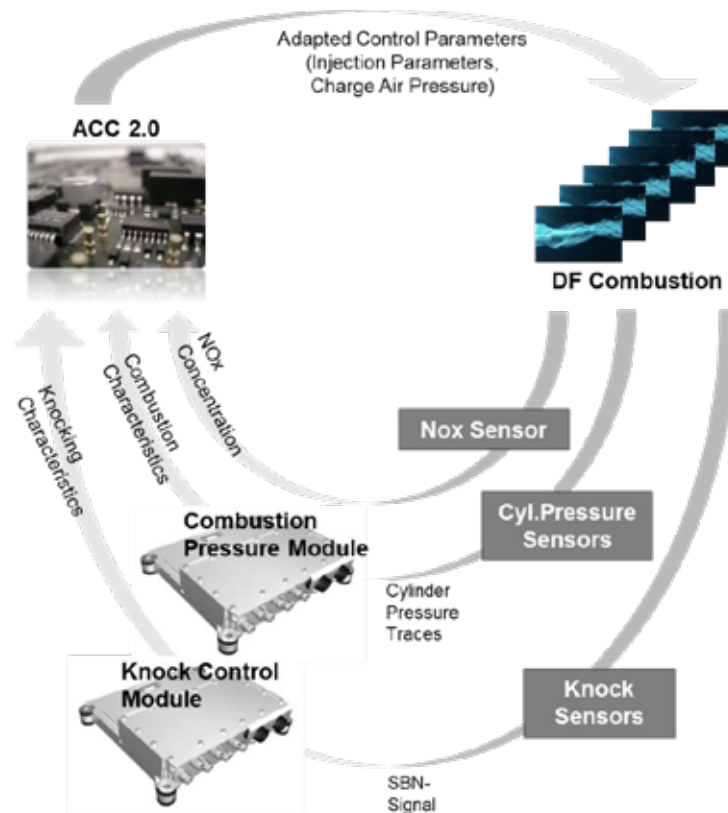 Adapted Control Parameters
(Injection Parameters,
Charge Air Pressure)
ACC 2.0
DF Combustion
NOx
Concentration
Combustion
Characteristics
Knocking
Characteristics
Nox Sensor
Cyl.Pressure
Sensors
Combustion
Pressure Module
Cylinder
Pressure
Traces
Knock Control
Module
Knock
Sensors
SBN-
Signal